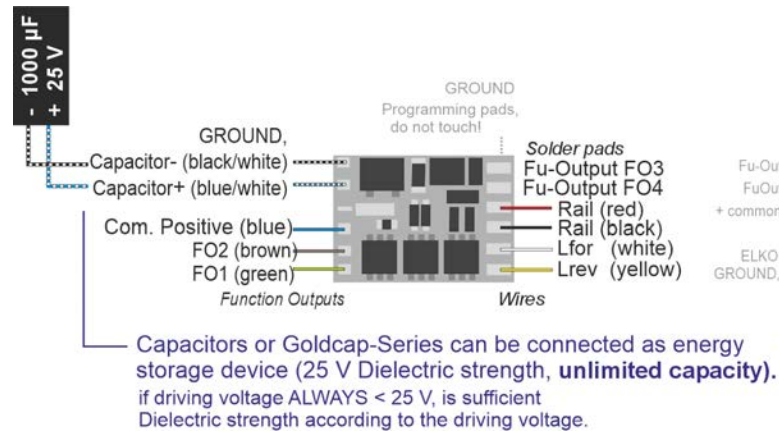 - 1000 µF
+ 25 V
GROUND
Programming pads,
do not touch!
GROUND,
Capacitor- (black/white)
Capacitor+ (blue/white)
Com. Positive (blue)
FO2 (brown)
FO1 (green)
Function Outputs
Solder pads
Fu-Output FO3
Fu-Output FO4
Rail (red)
Rail (black)
Lfor (white)
Lrev (yellow)
Wires
Fu-Ou
FuOu
+ common
ELKO
GROUND,
Capacitors or Goldcap-Series can be connected as energy
storage device (25 V Dielectric strength, unlimited capacity).
if driving voltage ALWAYS < 25 V, is sufficient
Dielectric strength according to the driving voltage.